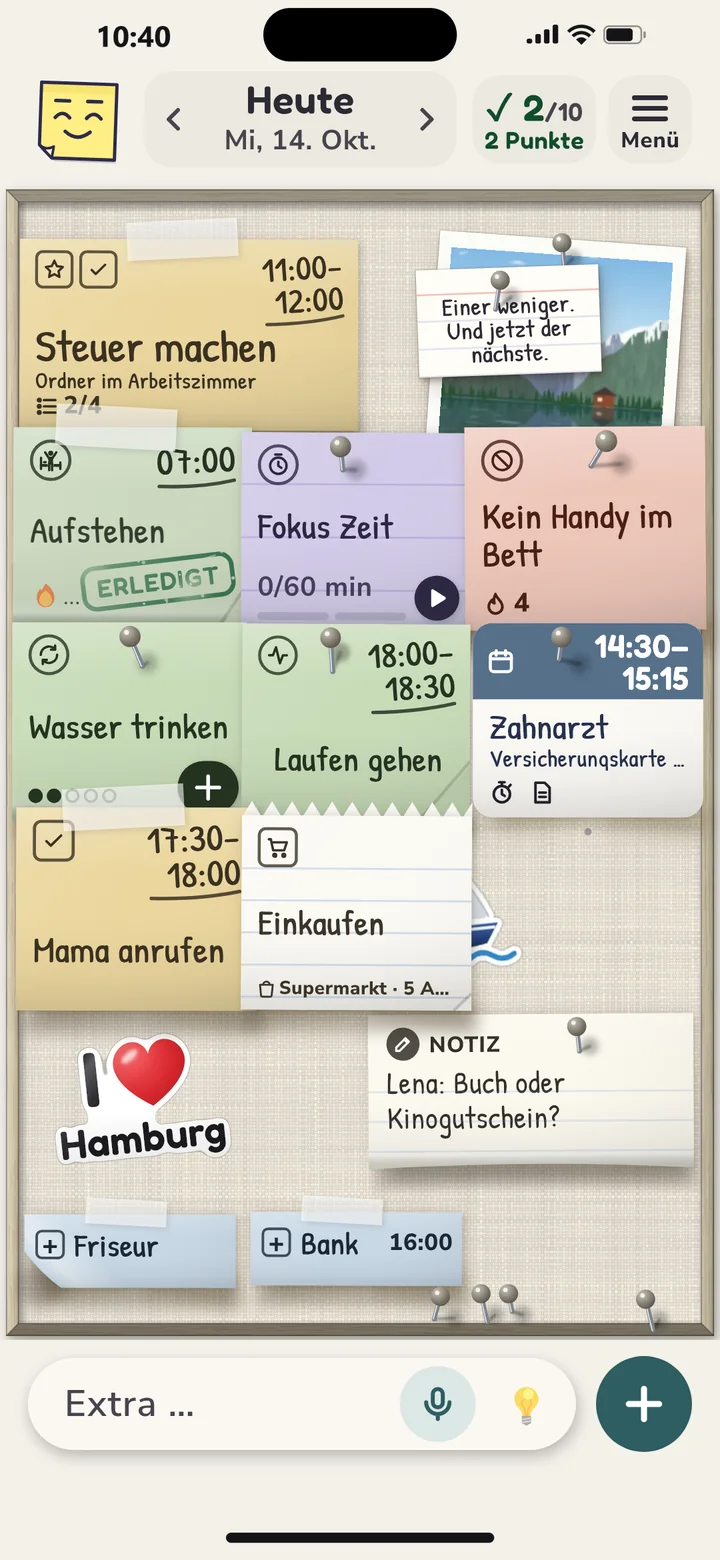 10:40
Heute
Mi, 14. Okt.
2/10
2 Punkte
Menü
11:00–
12:00
Steuer machen
Ordner im Arbeitszimmer
2/4
Einer weniger.
Und jetzt der
nächste.
07:00
Aufstehen
...
ERLEDIGT
Fokus Zeit
0/60 min
Kein Handy im
Bett
4
Wasser trinken
18:00–
18:30
Laufen gehen
14:30–
15:15
Zahnarzt
Versicherungskarte ...
17:30–
18:00
Mama anrufen
Einkaufen
Supermarkt · 5 A...
I
Hamburg
NOTIZ
Lena: Buch oder
Kinogutschein?
Friseur
Bank 16:00
Extra ...